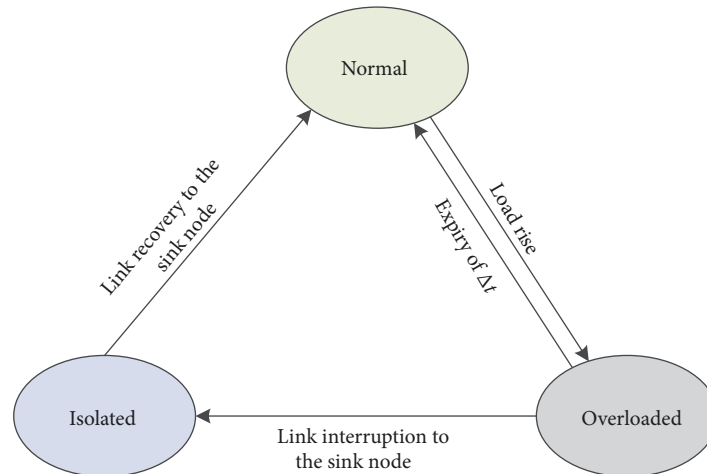 Normal
Link recovery to the
sink node
Load rise
Expiry of Δt
Isolated
Overloaded
Link interruption to
the sink node